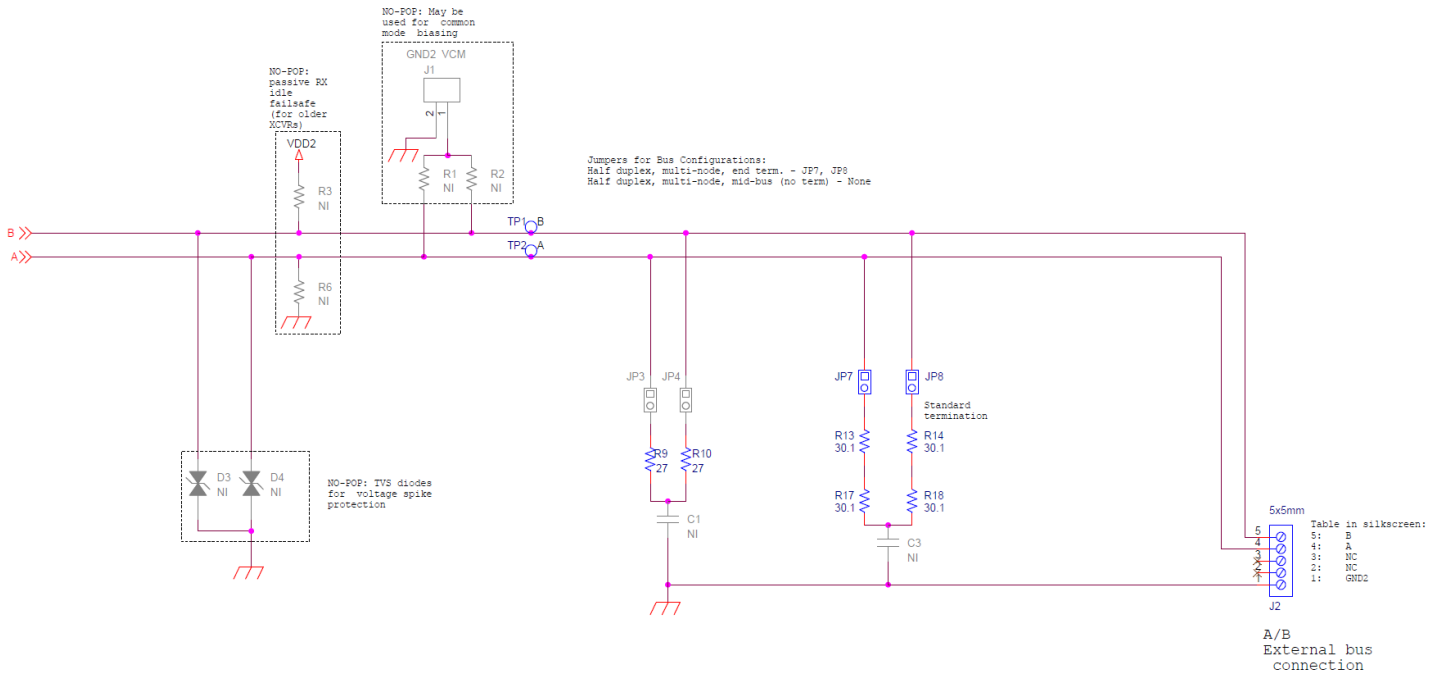 NO-POP: May be
used for common
mode biasing
GND2 VCM
J1
2
1
R1
NI
R2
NI
NO-POP:
passive RX
idle
failsafe
(for older
XCVRs)
VDD2
R3
NI
R6
NI
Jumpers for Bus Configurations:
Half duplex, multi-node, end term. - JP7, JP8
Half duplex, multi-node, mid-bus (no term) - None
B
A
TP1 B
TP2 A
JP3
JP4
JP7
JP8
Standard
termination
R9
27
R10
27
R13
30.1
R14
30.1
R17
30.1
R18
30.1
C1
NI
C3
NI
D3
NI
D4
NI
NO-POP: TVS diodes
for voltage spike
protection
5x5mm
5
4
3
2
1
J2
Table in silkscreen:
5: B
4: A
3: NC
2: NC
1: GND2
A/B
External bus
connection